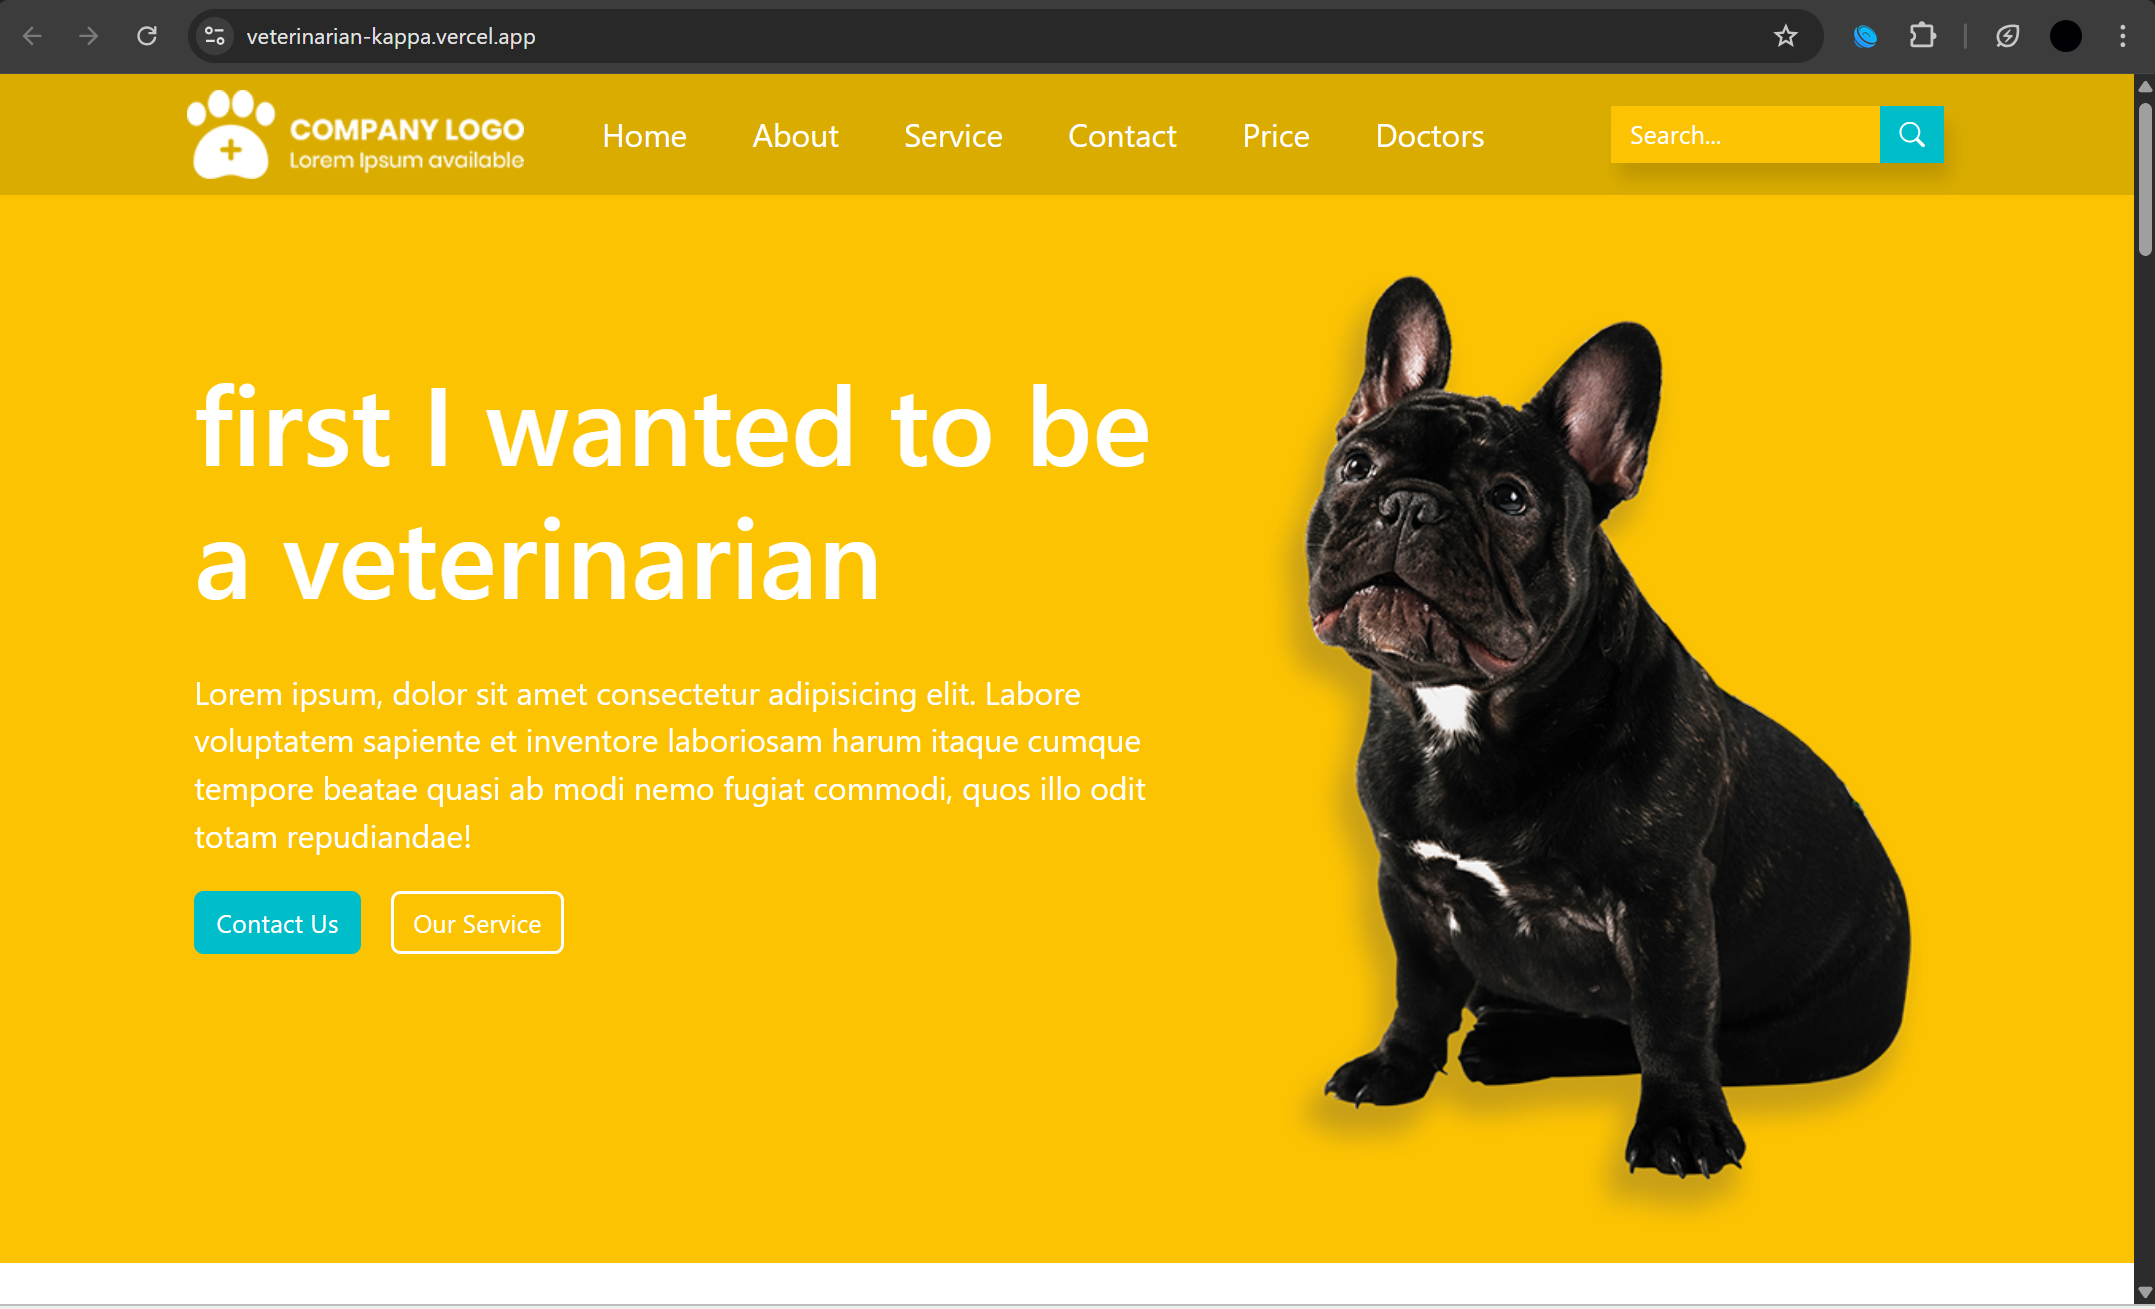 veterinarian-kappa.vercel.app
COMPANY LOGO
Lorem Ipsum available
Home About Service Contact Price Doctors
Search...
first I wanted to be
a veterinarian
Lorem ipsum, dolor sit amet consectetur adipisicing elit. Labore
voluptatem sapiente et inventore laboriosam harum itaque cumque
tempore beatae quasi ab modi nemo fugiat commodi, quos illo odit
totam repudiandae!
Contact Us Our Service